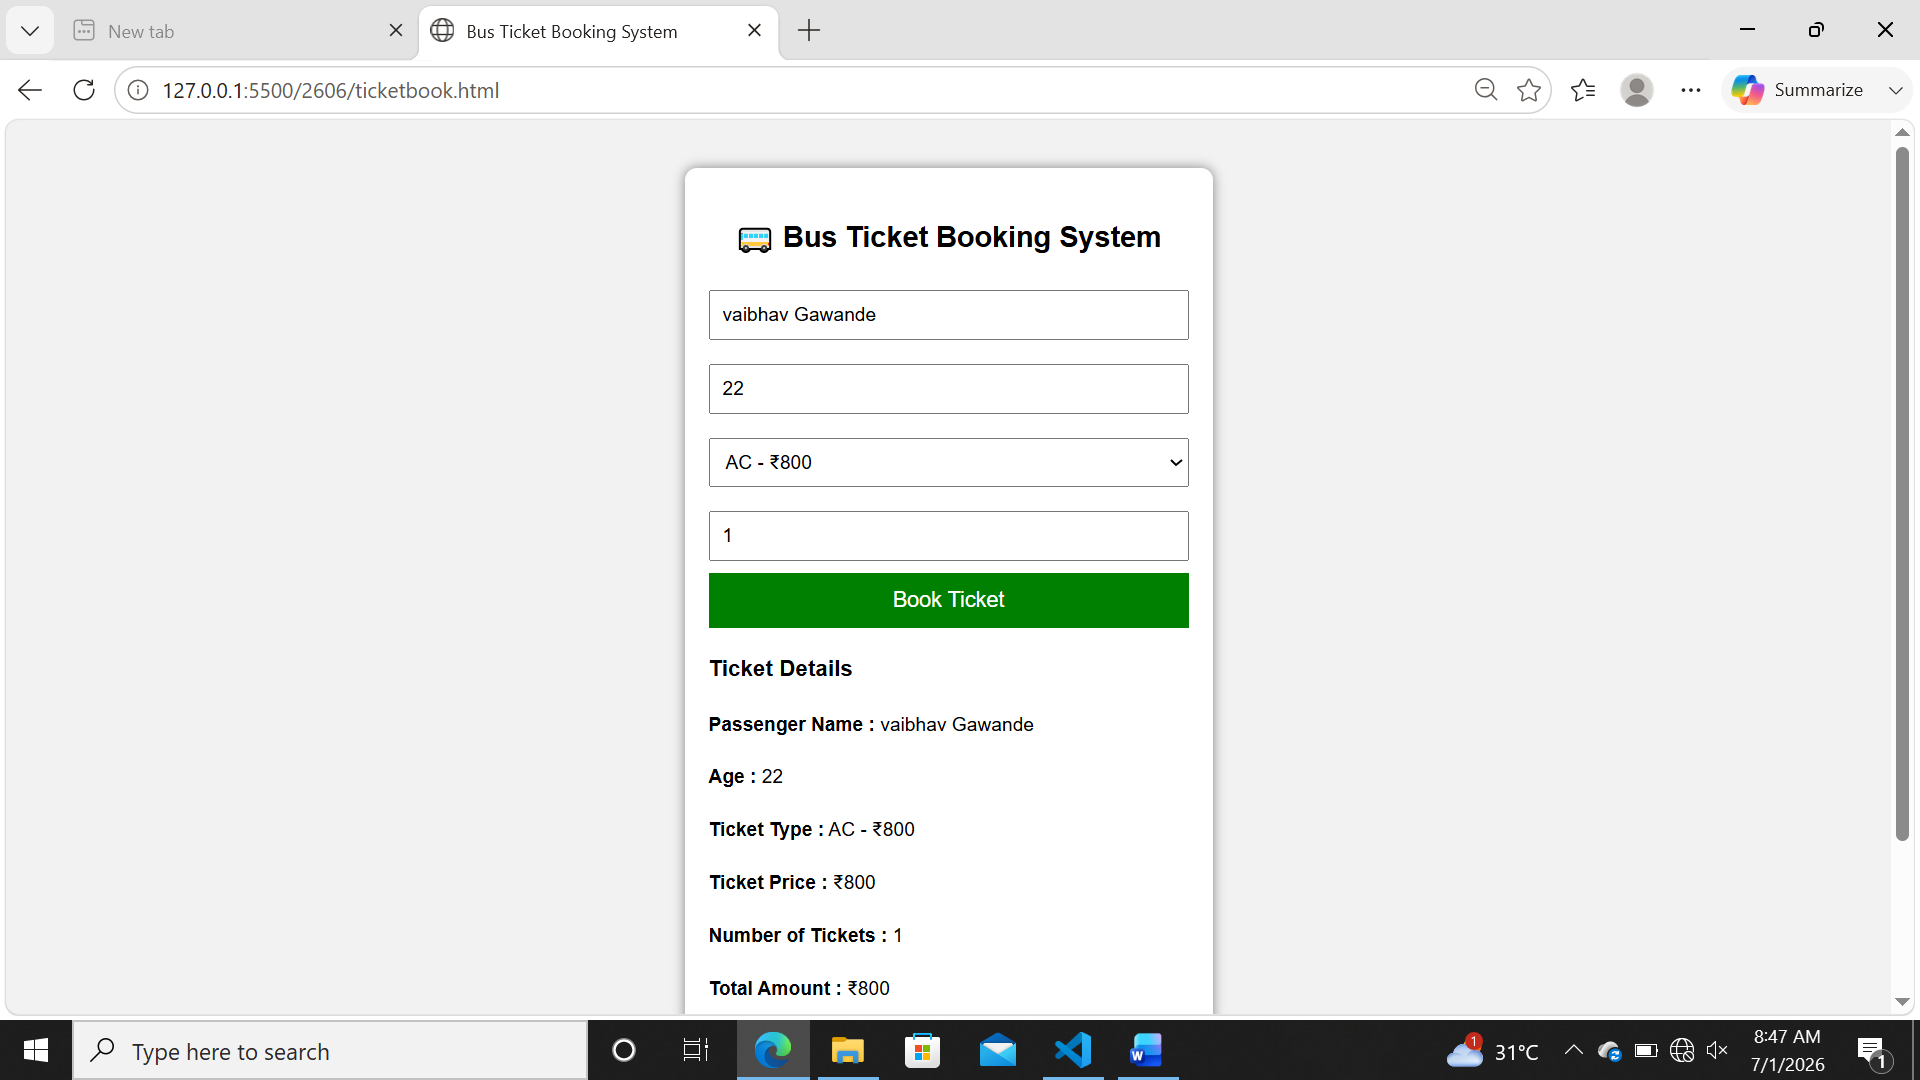 New tab
Bus Ticket Booking System
127.0.0.1:5500/2606/ticketbook.html
Summarize
Bus Ticket Booking System
vaibhav Gawande
22
AC - ₹800
1
Book Ticket
Ticket Details
Passenger Name : vaibhav Gawande
Age : 22
Ticket Type : AC - ₹800
Ticket Price : ₹800
Number of Tickets : 1
Total Amount : ₹800
Type here to search
W
1
31°C
8:47 AM
7/1/2026
1